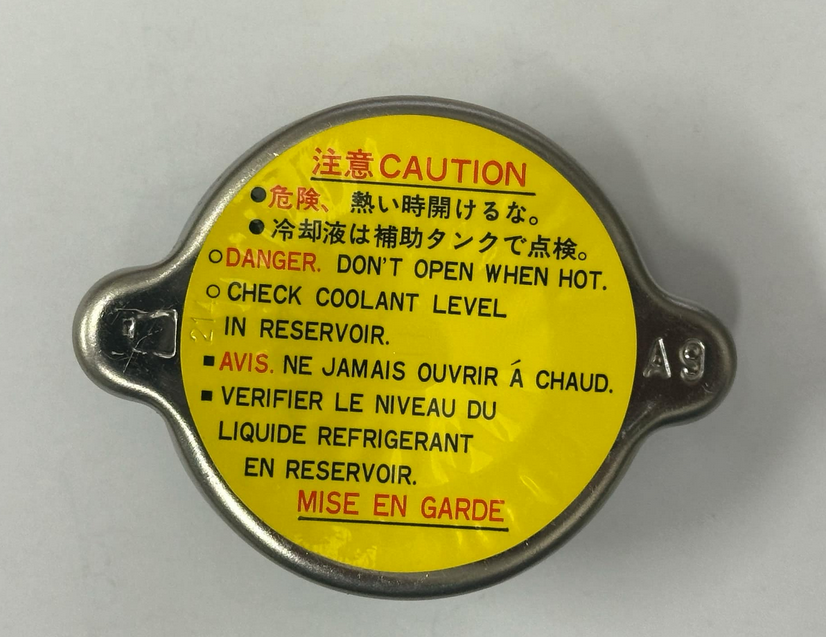 注意CAUTION
●危険、熱い時開けるな。
●冷却液は補助タンクで点検。
○DANGER. DON'T OPEN WHEN HOT.
○CHECK COOLANT LEVEL
IN RESERVOIR.
■AVIS. NE JAMAIS OUVRIR Á CHAUD.
■VERIFIER LE NIVEAU DU
LIQUIDE REFRIGERANT
EN RESERVOIR.
MISE EN GARDE
A9